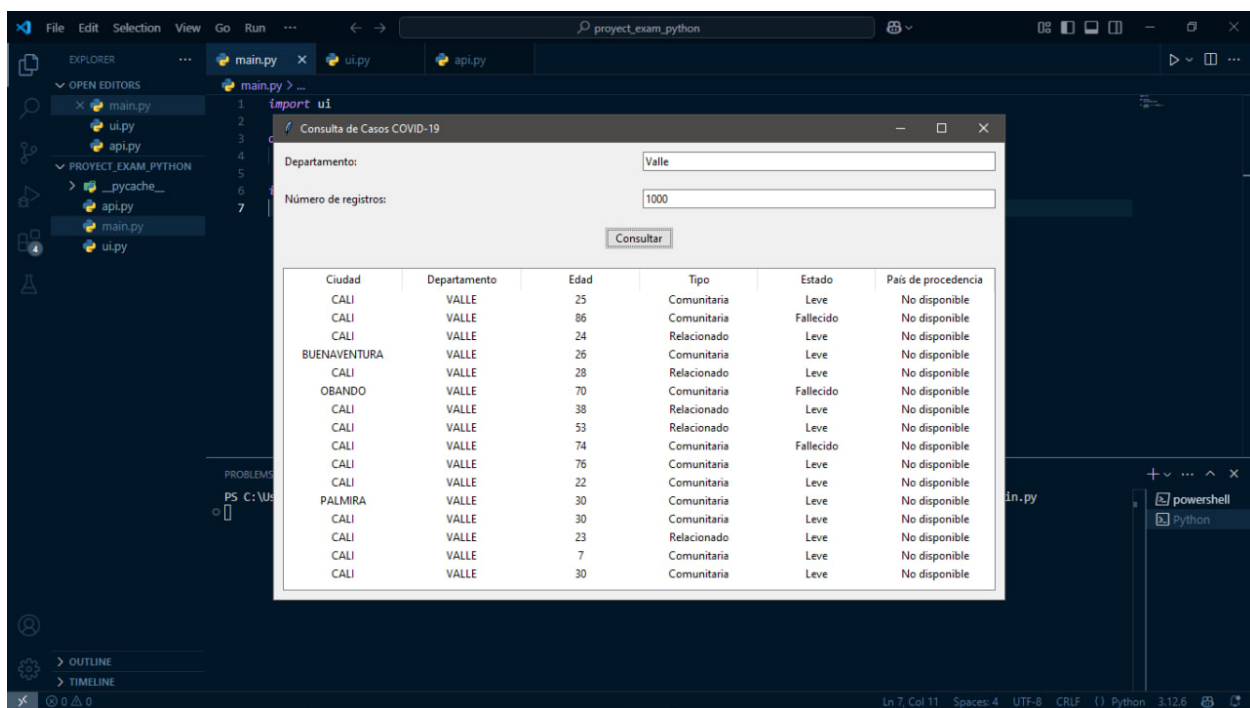 File Edit Selection View Go Run ··· ← → proyect_exam_python
EXPLORER ···
OPEN EDITORS
main.py
ui.py
api.py
PROYECT_EXAM_PYTHON
__pycache__
api.py
main.py
ui.py
4
OUTLINE
TIMELINE
main.py × ui.py api.py
main.py > ...
1 import ui
2
3
4
5
6
7
Consulta de Casos COVID-19
Departamento: Valle
Número de registros: 1000
Consultar
Ciudad Departamento Edad Tipo Estado País de procedencia
CALI VALLE 25 Comunitaria Leve No disponible
CALI VALLE 86 Comunitaria Fallecido No disponible
CALI VALLE 24 Relacionado Leve No disponible
BUENAVENTURA VALLE 26 Comunitaria Leve No disponible
CALI VALLE 28 Relacionado Leve No disponible
OBANDO VALLE 70 Comunitaria Fallecido No disponible
CALI VALLE 38 Relacionado Leve No disponible
CALI VALLE 53 Relacionado Leve No disponible
CALI VALLE 74 Comunitaria Fallecido No disponible
CALI VALLE 76 Comunitaria Leve No disponible
CALI VALLE 22 Comunitaria Leve No disponible
PALMIRA VALLE 30 Comunitaria Leve No disponible
CALI VALLE 30 Comunitaria Leve No disponible
CALI VALLE 23 Relacionado Leve No disponible
CALI VALLE 7 Comunitaria Leve No disponible
CALI VALLE 30 Comunitaria Leve No disponible
PROBLEMS
PS C:\Us in.py
powershell
Python
0 0 Ln 7, Col 11 Spaces: 4 UTF-8 CRLF {} Python 3.12.6